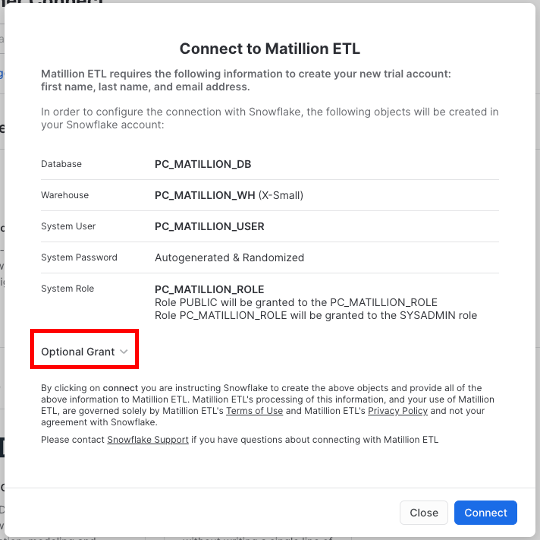 Connect to Matillion ETL
Matillion ETL requires the following information to create your new trial account:
first name, last name, and email address.
In order to configure the connection with Snowflake, the following objects will be created in
your Snowflake account:
Database PC_MATILLION_DB
Warehouse PC_MATILLION_WH (X-Small)
System User PC_MATILLION_USER
System Password Autogenerated & Randomized
System Role PC_MATILLION_ROLE
Role PUBLIC will be granted to the PC_MATILLION_ROLE
Role PC_MATILLION_ROLE will be granted to the SYSADMIN role
Optional Grant
By clicking on connect you are instructing Snowflake to create the above objects and provide all of the
above information to Matillion ETL. Matillion ETL's processing of this information, and your use of Matillion
ETL, are governed solely by Matillion ETL's Terms of Use and Matillion ETL's Privacy Policy and not your
agreement with Snowflake.
Please contact Snowflake Support if you have questions about connecting with Matillion ETL
Close Connect